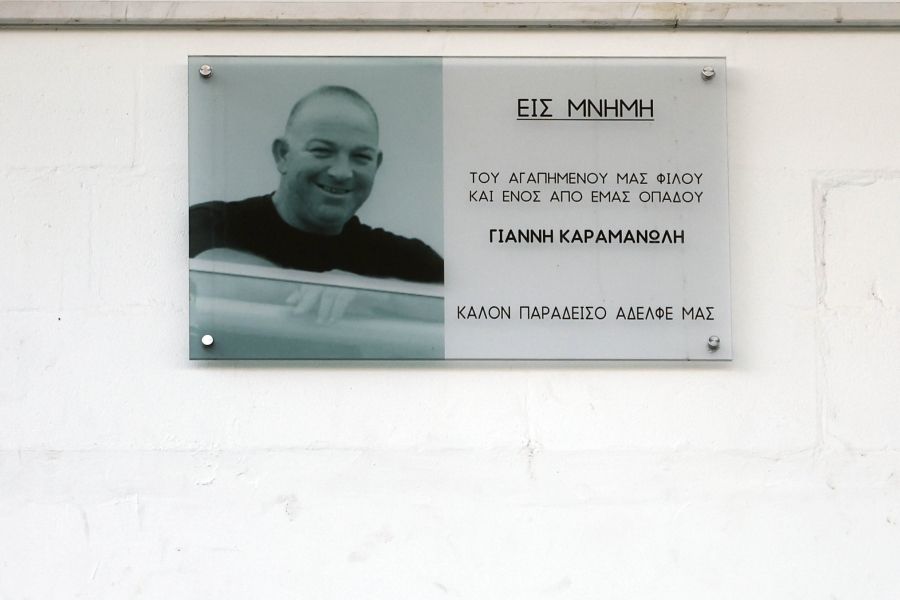 ΕΙΣ ΜΝΗΜΗ
ΤΟΥ ΑΓΑΠΗΜΕΝΟΥ ΜΑΣ ΦΙΛΟΥ
ΚΑΙ ΕΝΟΣ ΑΠΟ ΕΜΑΣ ΟΠΑΔΟΥ
ΓΙΑΝΝΗ ΚΑΡΑΜΑΝΩΛΗ
ΚΑΛΟΝ ΠΑΡΑΔΕΙΣΟ ΑΔΕΛΦΕ ΜΑΣ